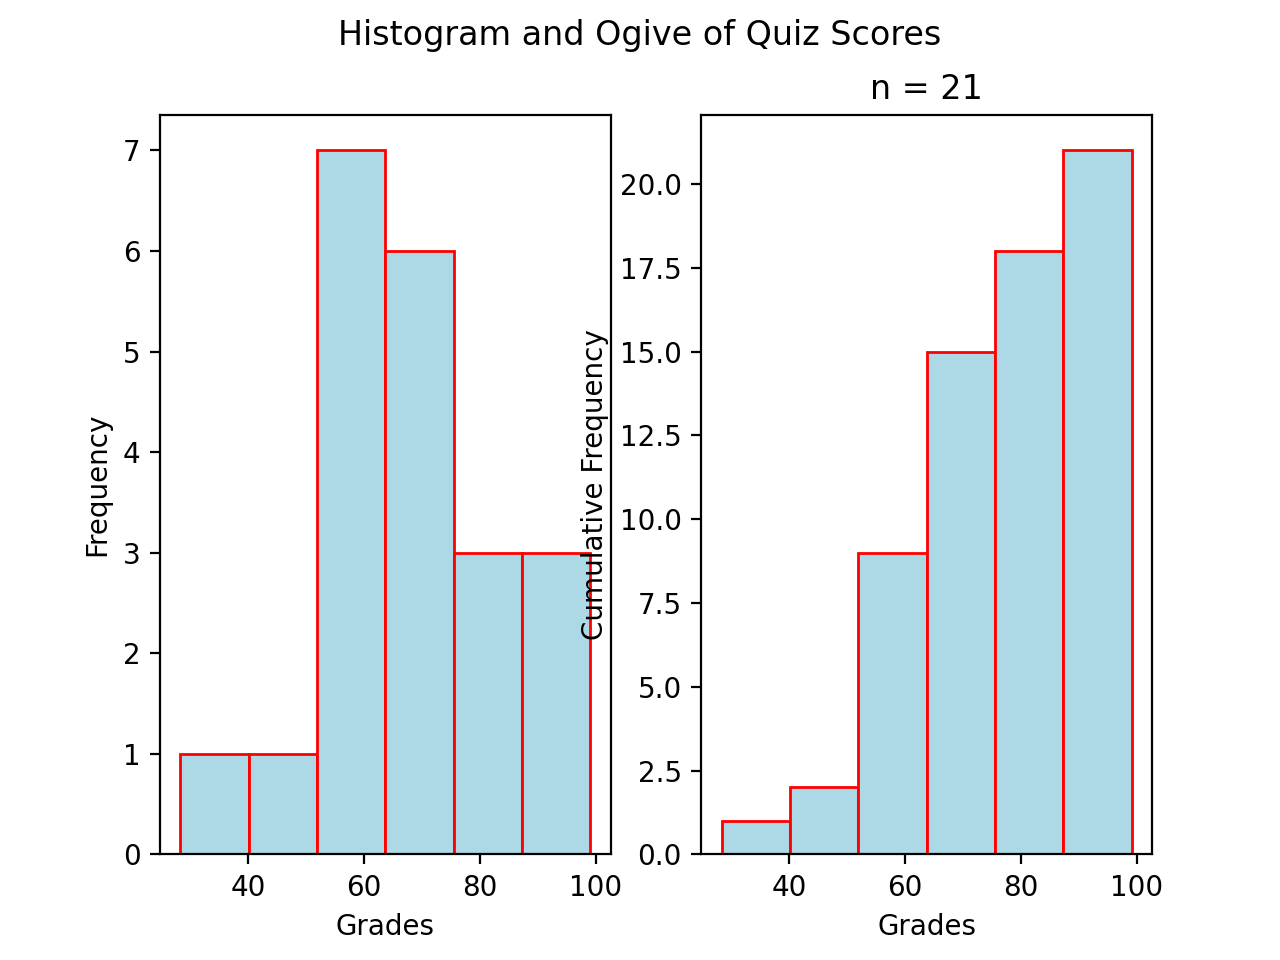 Histogram and Ogive of Quiz Scores
n = 21
Frequency
7
6
5
4
3
2
1
0
40 60 80 100
Grades
Cumulative Frequency
20.0
17.5
15.0
12.5
10.0
7.5
5.0
2.5
0.0
40 60 80 100
Grades